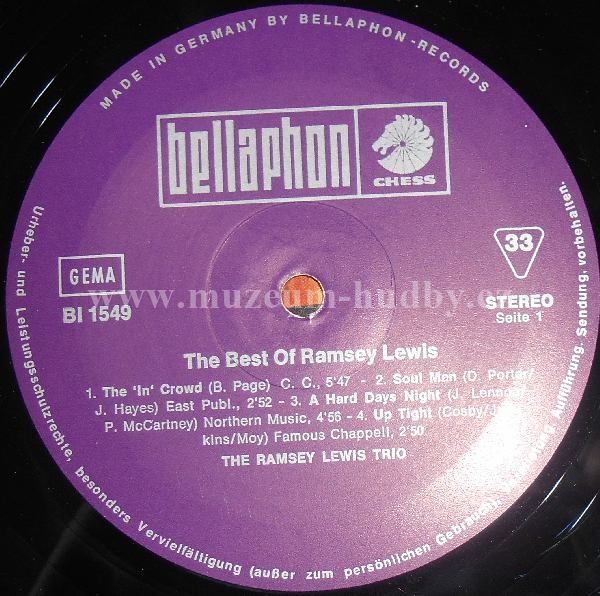 MADE IN GERMANY BY BELLAPHON-RECORDS
bellaphon
CHESS
GEMA
BI 1549
33
STEREO
Seite 1
www.muzeum-hudby.cz
The Best Of Ramsey Lewis
1. The 'In' Crowd (B. Page) C. C., 5'47 - 2. Soul Man (D. Porter/
J. Hayes) East Publ., 2'52 - 3. A Hard Days Night (J. Lennon/
P. McCartney) Northern Music, 4'56 - 4. Up Tight (Cosby/
kins/Moy) Famous Chappell, 2'50
THE RAMSEY LEWIS TRIO
Urheber- und Leistungsschutzrechte, besonders Vervielfältigung (außer zum persönlichen Gebrauch), Aufführung, Sendung, vorbehalten.